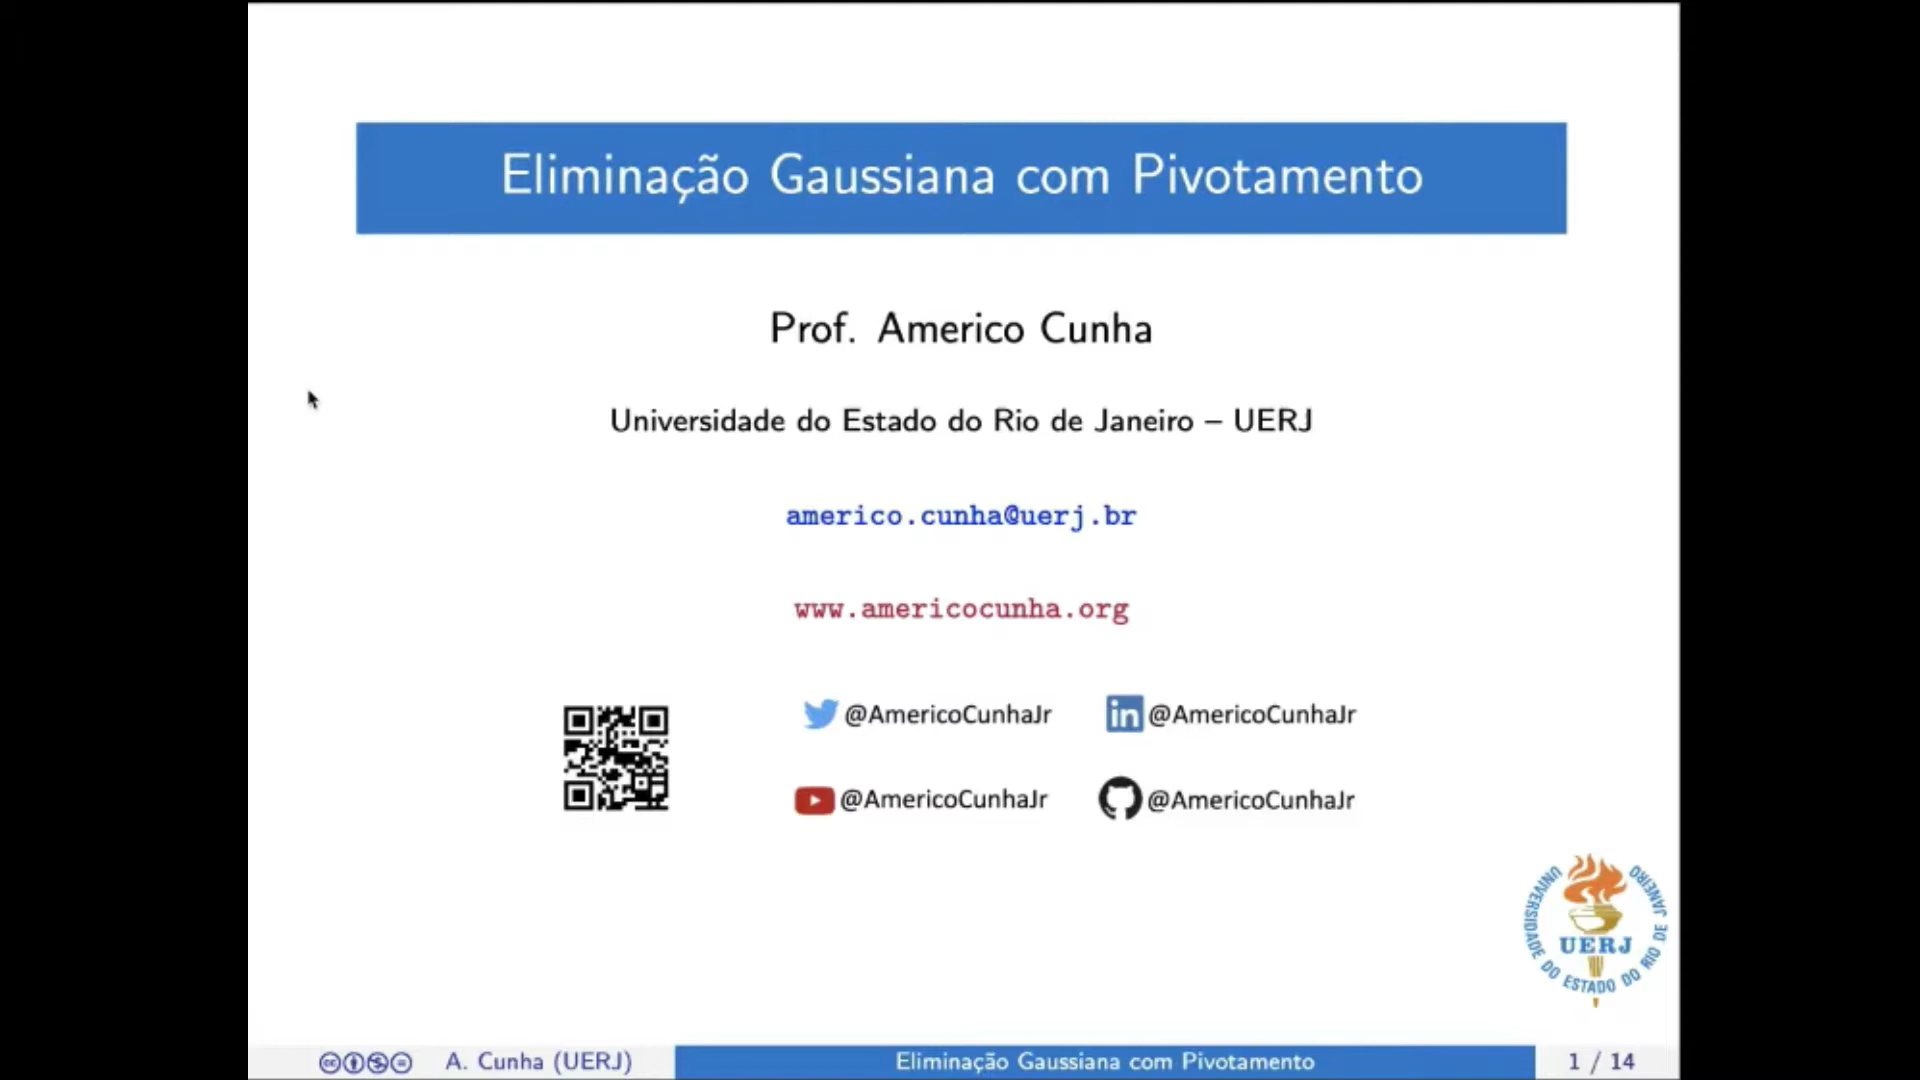 Eliminação Gaussiana com Pivotamento
Prof. Americo Cunha
Universidade do Estado do Rio de Janeiro – UERJ
americo.cunha@uerj.br
www.americocunha.org
@AmericoCunhaJr
in @AmericoCunhaJr
@AmericoCunhaJr
@AmericoCunhaJr
UNIVERSIDADE DO ESTADO DO RIO DE JANEIRO
UERJ
A. Cunha (UERJ)
Eliminação Gaussiana com Pivotamento
1 / 14